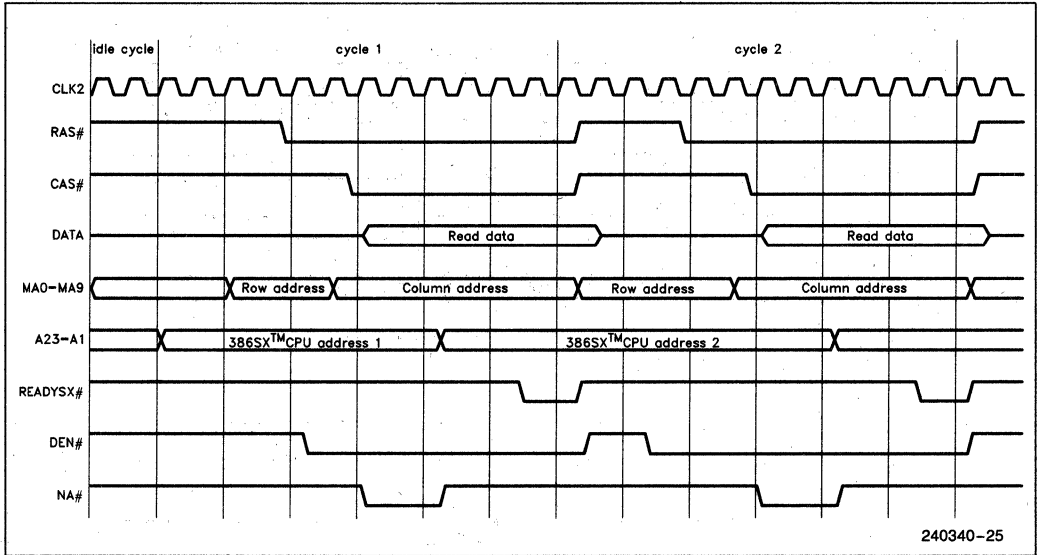 idle cycle cycle 1 cycle 2
CLK2
RAS#
CAS#
DATA Read data Read data
MA0-MA9 Row address Column address Row address Column address
A23-A1 386SX™CPU address 1 386SX™CPU address 2
READYSX#
DEN#
NA#
240340-25